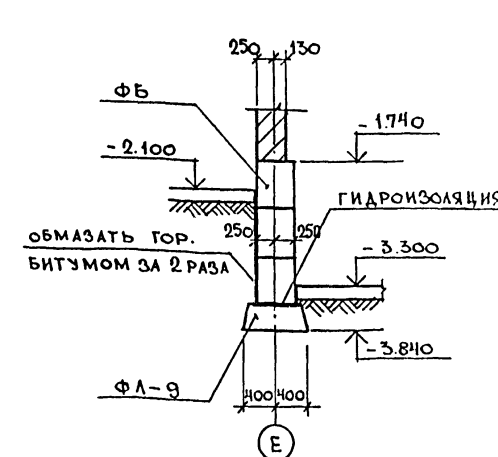 250 130
ФБ
-1.740
-2.100
ГИДРОИЗОЛЯЦИЯ
250 250
ОБМАЗАТЬ ГОР.
БИТУМОМ ЗА 2 РАЗА
-3.300
-3.840
ФЛ-9
400 400
Е